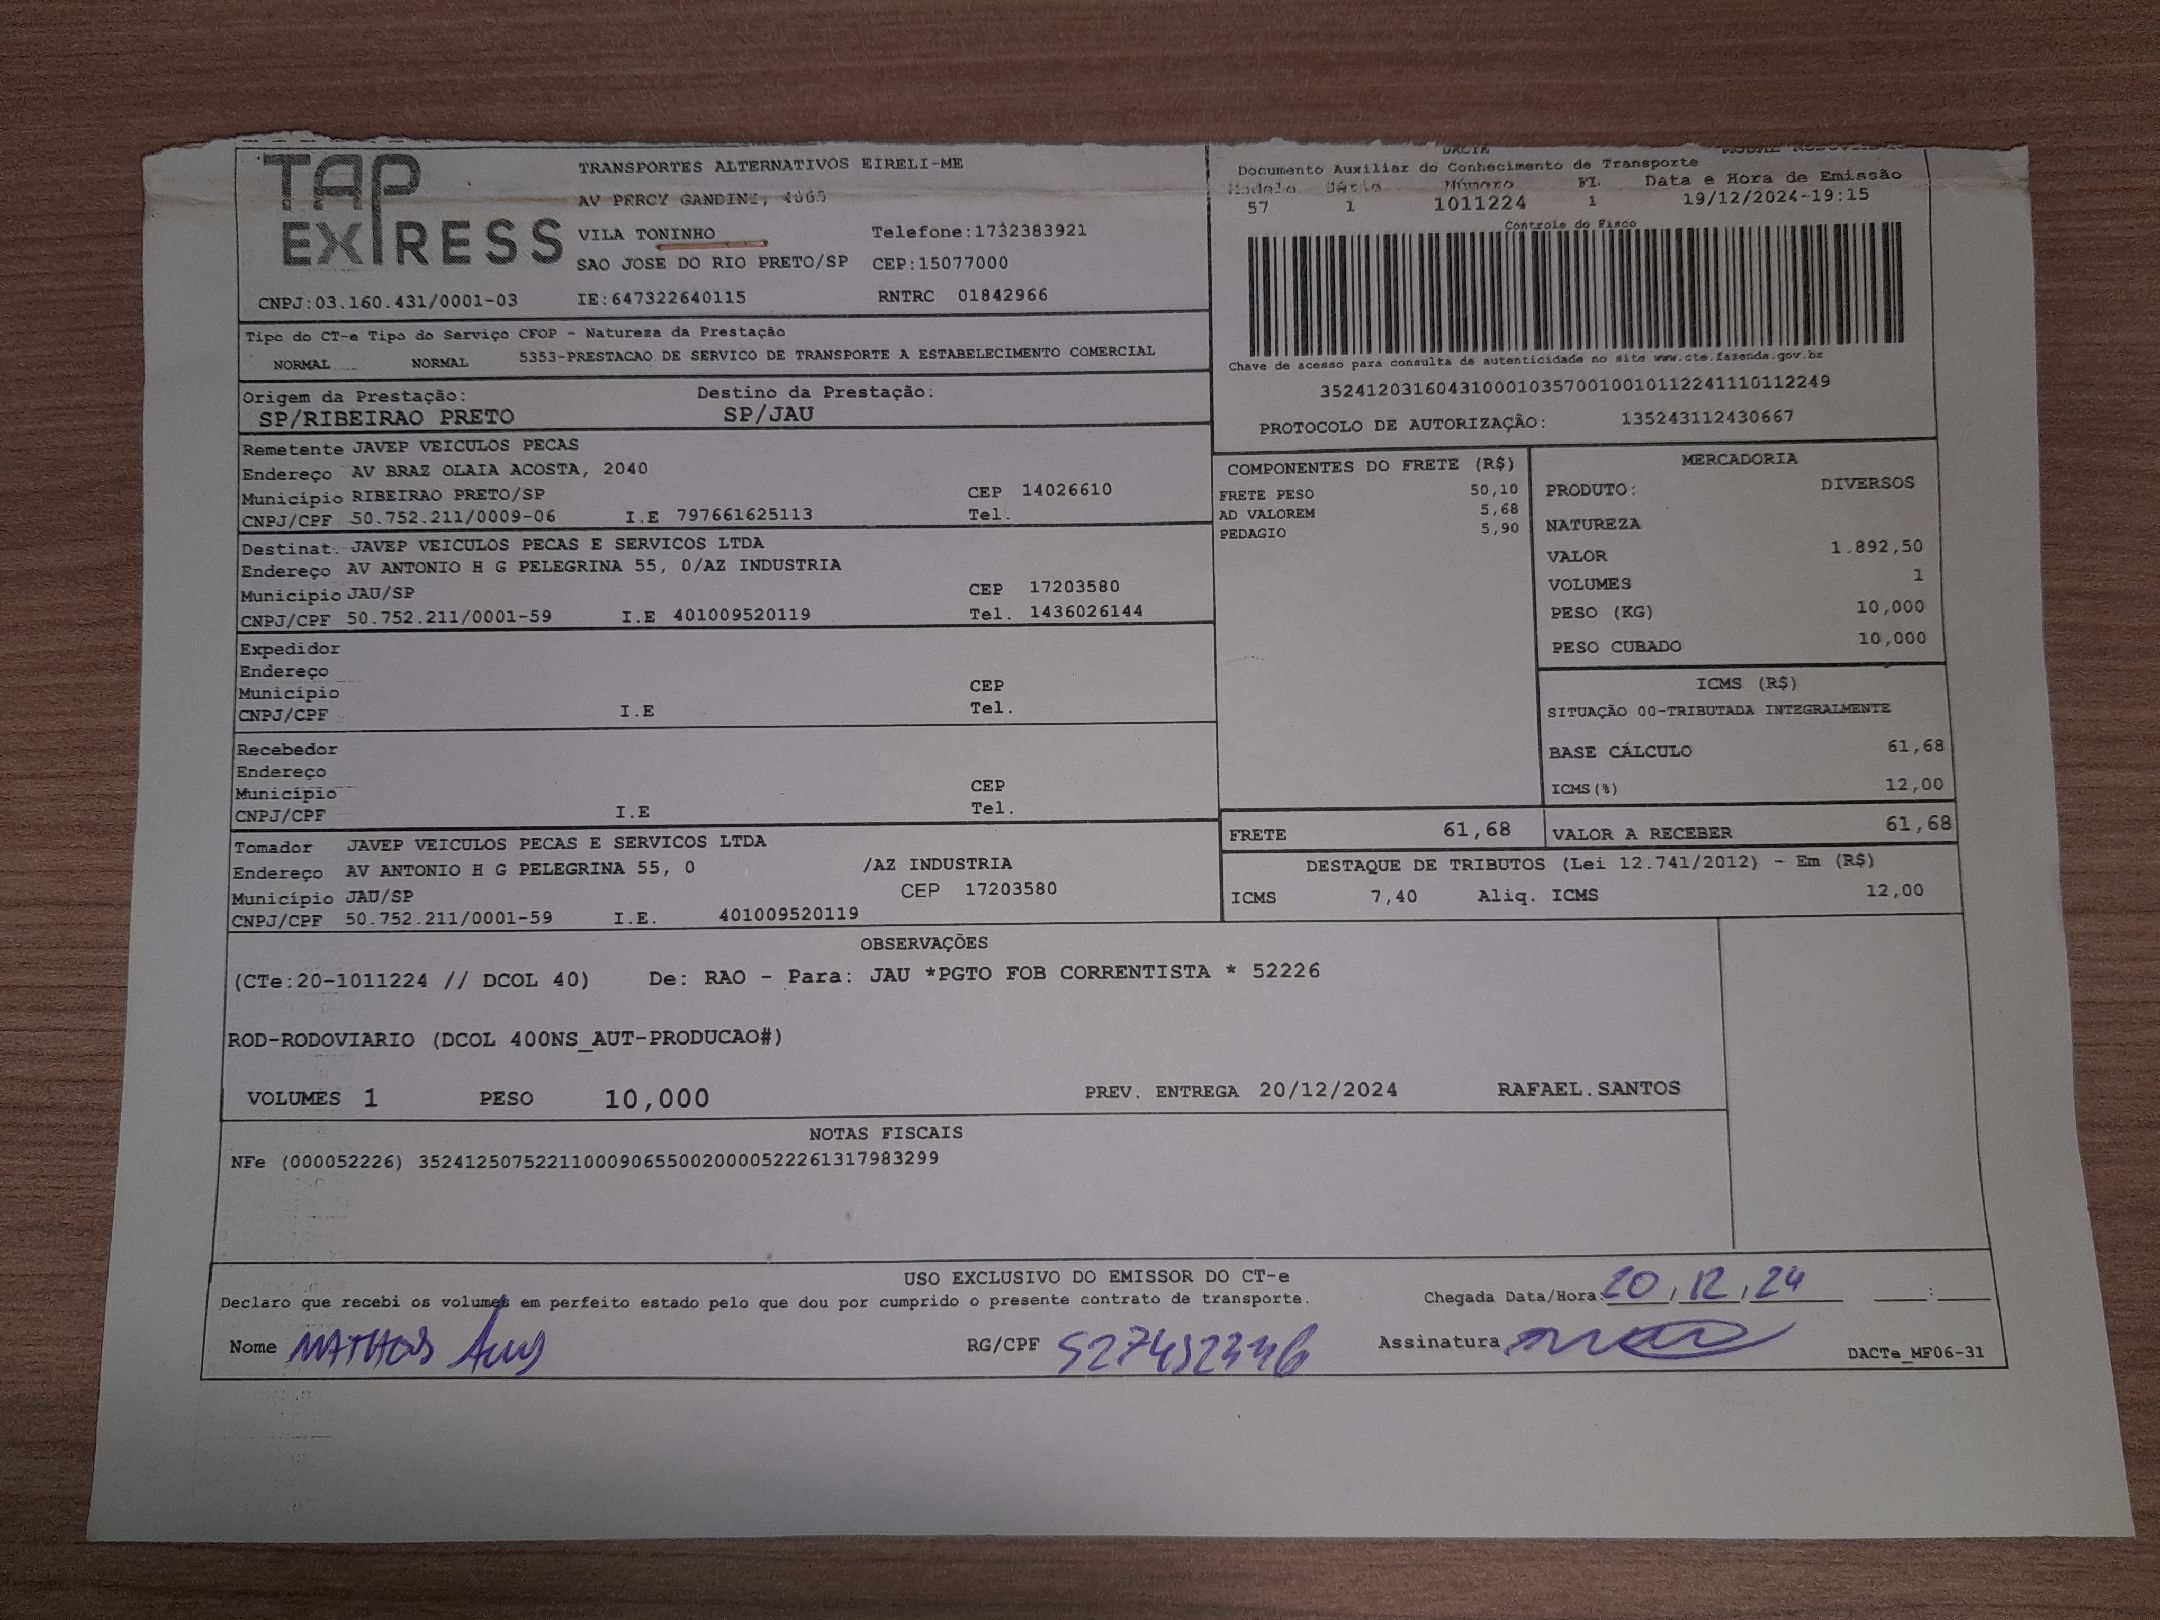 TAP EXPRESS
TRANSPORTES ALTERNATIVOS EIRELI-ME
AV PERCY GANDINI, 4065
VILA TONINHO Telefone:1732383921
SAO JOSE DO RIO PRETO/SP CEP:15077000
CNPJ:03.160.431/0001-03 IE:647322640115 RNTRC 01842966
DACTE
Documento Auxiliar do Conhecimento de Transporte
Modelo Série Número FL Data e Hora de Emissão
57 1 1011224 1 19/12/2024-19:15
Controle do Fisco
Chave de acesso para consulta de autenticidade no site www.cte.fazenda.gov.br
35241203160431000103570010010112241110112249
PROTOCOLO DE AUTORIZAÇÃO: 135243112430667
Tipo do CT-e Tipo do Serviço CFOP - Natureza da Prestação
NORMAL NORMAL 5353-PRESTACAO DE SERVICO DE TRANSPORTE A ESTABELECIMENTO COMERCIAL
Origem da Prestação: Destino da Prestação:
SP/RIBEIRAO PRETO SP/JAU
Remetente JAVEP VEICULOS PECAS
Endereço AV BRAZ OLAIA ACOSTA, 2040
Município RIBEIRAO PRETO/SP CEP 14026610
CNPJ/CPF 50.752.211/0009-06 I.E 797661625113 Tel.
Destinat. JAVEP VEICULOS PECAS E SERVICOS LTDA
Endereço AV ANTONIO H G PELEGRINA 55, 0/AZ INDUSTRIA
Município JAU/SP CEP 17203580
CNPJ/CPF 50.752.211/0001-59 I.E 401009520119 Tel. 1436026144
Expedidor
Endereço
Município CEP
CNPJ/CPF I.E Tel.
Recebedor
Endereço
Município CEP
CNPJ/CPF I.E Tel.
Tomador JAVEP VEICULOS PECAS E SERVICOS LTDA
Endereço AV ANTONIO H G PELEGRINA 55, 0 /AZ INDUSTRIA
Município JAU/SP CEP 17203580
CNPJ/CPF 50.752.211/0001-59 I.E. 401009520119
COMPONENTES DO FRETE (R$)
FRETE PESO 50,10
AD VALOREM 5,68
PEDAGIO 5,90
MERCADORIA
PRODUTO: DIVERSOS
NATUREZA
VALOR 1.892,50
VOLUMES 1
PESO (KG) 10,000
PESO CUBADO 10,000
ICMS (R$)
SITUAÇÃO 00-TRIBUTADA INTEGRALMENTE
BASE CÁLCULO 61,68
ICMS(%) 12,00
FRETE 61,68 VALOR A RECEBER 61,68
DESTAQUE DE TRIBUTOS (Lei 12.741/2012) - Em (R$)
ICMS 7,40 Aliq. ICMS 12,00
OBSERVAÇÕES
(CTe:20-1011224 // DCOL 40) De: RAO - Para: JAU *PGTO FOB CORRENTISTA * 52226
ROD-RODOVIARIO (DCOL 400NS_AUT-PRODUCAO#)
VOLUMES 1 PESO 10,000 PREV. ENTREGA 20/12/2024 RAFAEL.SANTOS
NOTAS FISCAIS
NFe (000052226) 35241250752211000906550020000522261317983299
USO EXCLUSIVO DO EMISSOR DO CT-e
Declaro que recebi os volumes em perfeito estado pelo que dou por cumprido o presente contrato de transporte. Chegada Data/Hora: 20,12,24 :
Nome MATHEUS RG/CPF Assinatura
DACTe_MF06-31